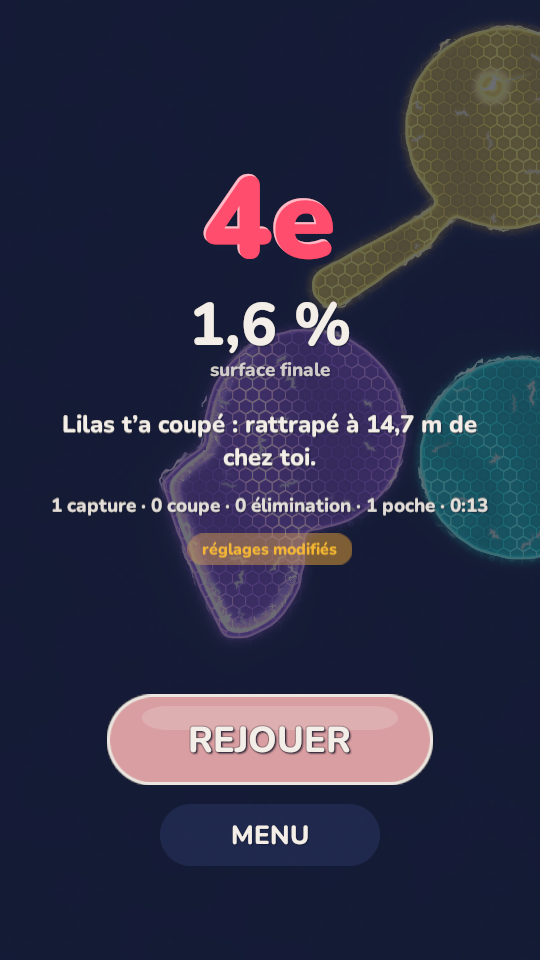 4e
1,6 %
surface finale
Lilas t’a coupé : rattrapé à 14,7 m de
chez toi.
1 capture · 0 coupe · 0 élimination · 1 poche · 0:13
réglages modifiés
REJOUER
MENU